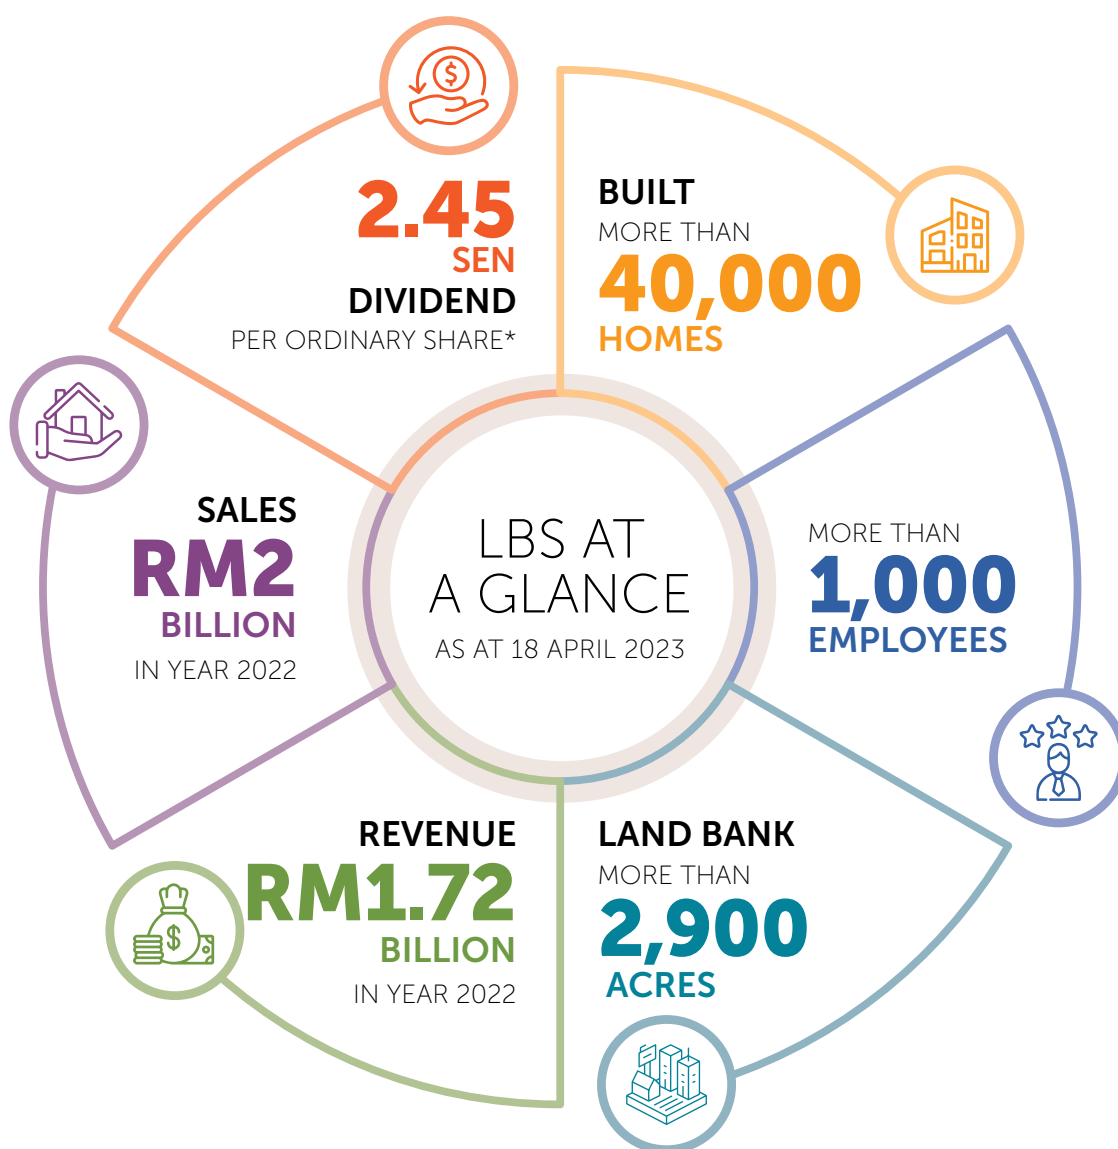 LBS AT
A GLANCE
AS AT 18 APRIL 2023
BUILT
MORE THAN
40,000
HOMES
MORE THAN
1,000
EMPLOYEES
LAND BANK
MORE THAN
2,900
ACRES
REVENUE
RM1.72
BILLION
IN YEAR 2022
SALES
RM2
BILLION
IN YEAR 2022
2.45
SEN
DIVIDEND
PER ORDINARY SHARE*